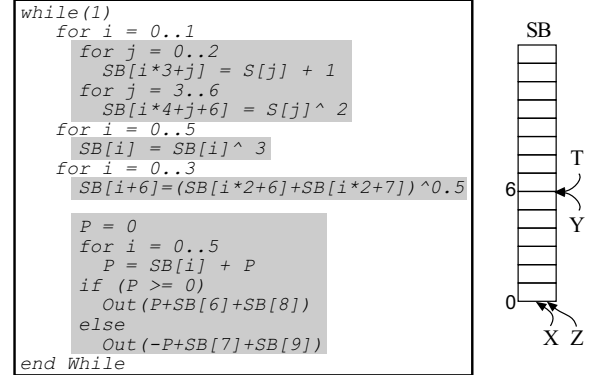 while(1)
for i = 0..1
for j = 0..2
SB[i*3+j] = S[j] + 1
for j = 3..6
SB[i*4+j+6] = S[j]^ 2
for i = 0..5
SB[i] = SB[i]^ 3
for i = 0..3
SB[i+6]=(SB[i*2+6]+SB[i*2+7])^0.5
P = 0
for i = 0..5
P = SB[i] + P
if (P >= 0)
Out(P+SB[6]+SB[8])
else
Out(-P+SB[7]+SB[9])
end While
SB
T
6
Y
0
X Z